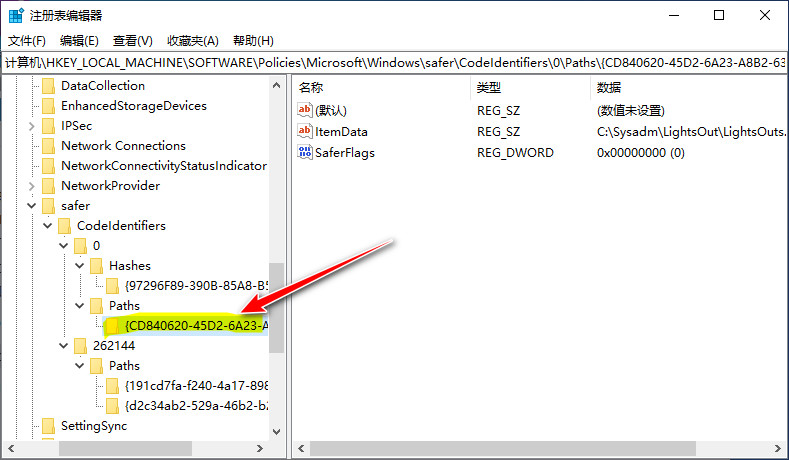 注册表编辑器
文件(F) 编辑(E) 查看(V) 收藏夹(A) 帮助(H)
计算机\HKEY_LOCAL_MACHINE\SOFTWARE\Policies\Microsoft\Windows\safer\CodeIdentifiers\0\Paths\{CD840620-45D2-6A23-A8B2-63
DataCollection
EnhancedStorageDevices
IPSec
Network Connections
NetworkConnectivityStatusIndicator
NetworkProvider
safer
CodeIdentifiers
0
Hashes
{97296F89-390B-85A8-B5
Paths
{CD840620-45D2-6A23-A
262144
Paths
{191cd7fa-f240-4a17-898
{d2c34ab2-529a-46b2-b2
SettingSync
名称 类型 数据
(默认) REG_SZ (数值未设置)
ItemData REG_SZ C:\Sysadm\LightsOut\LightsOuts.
SaferFlags REG_DWORD 0x00000000 (0)